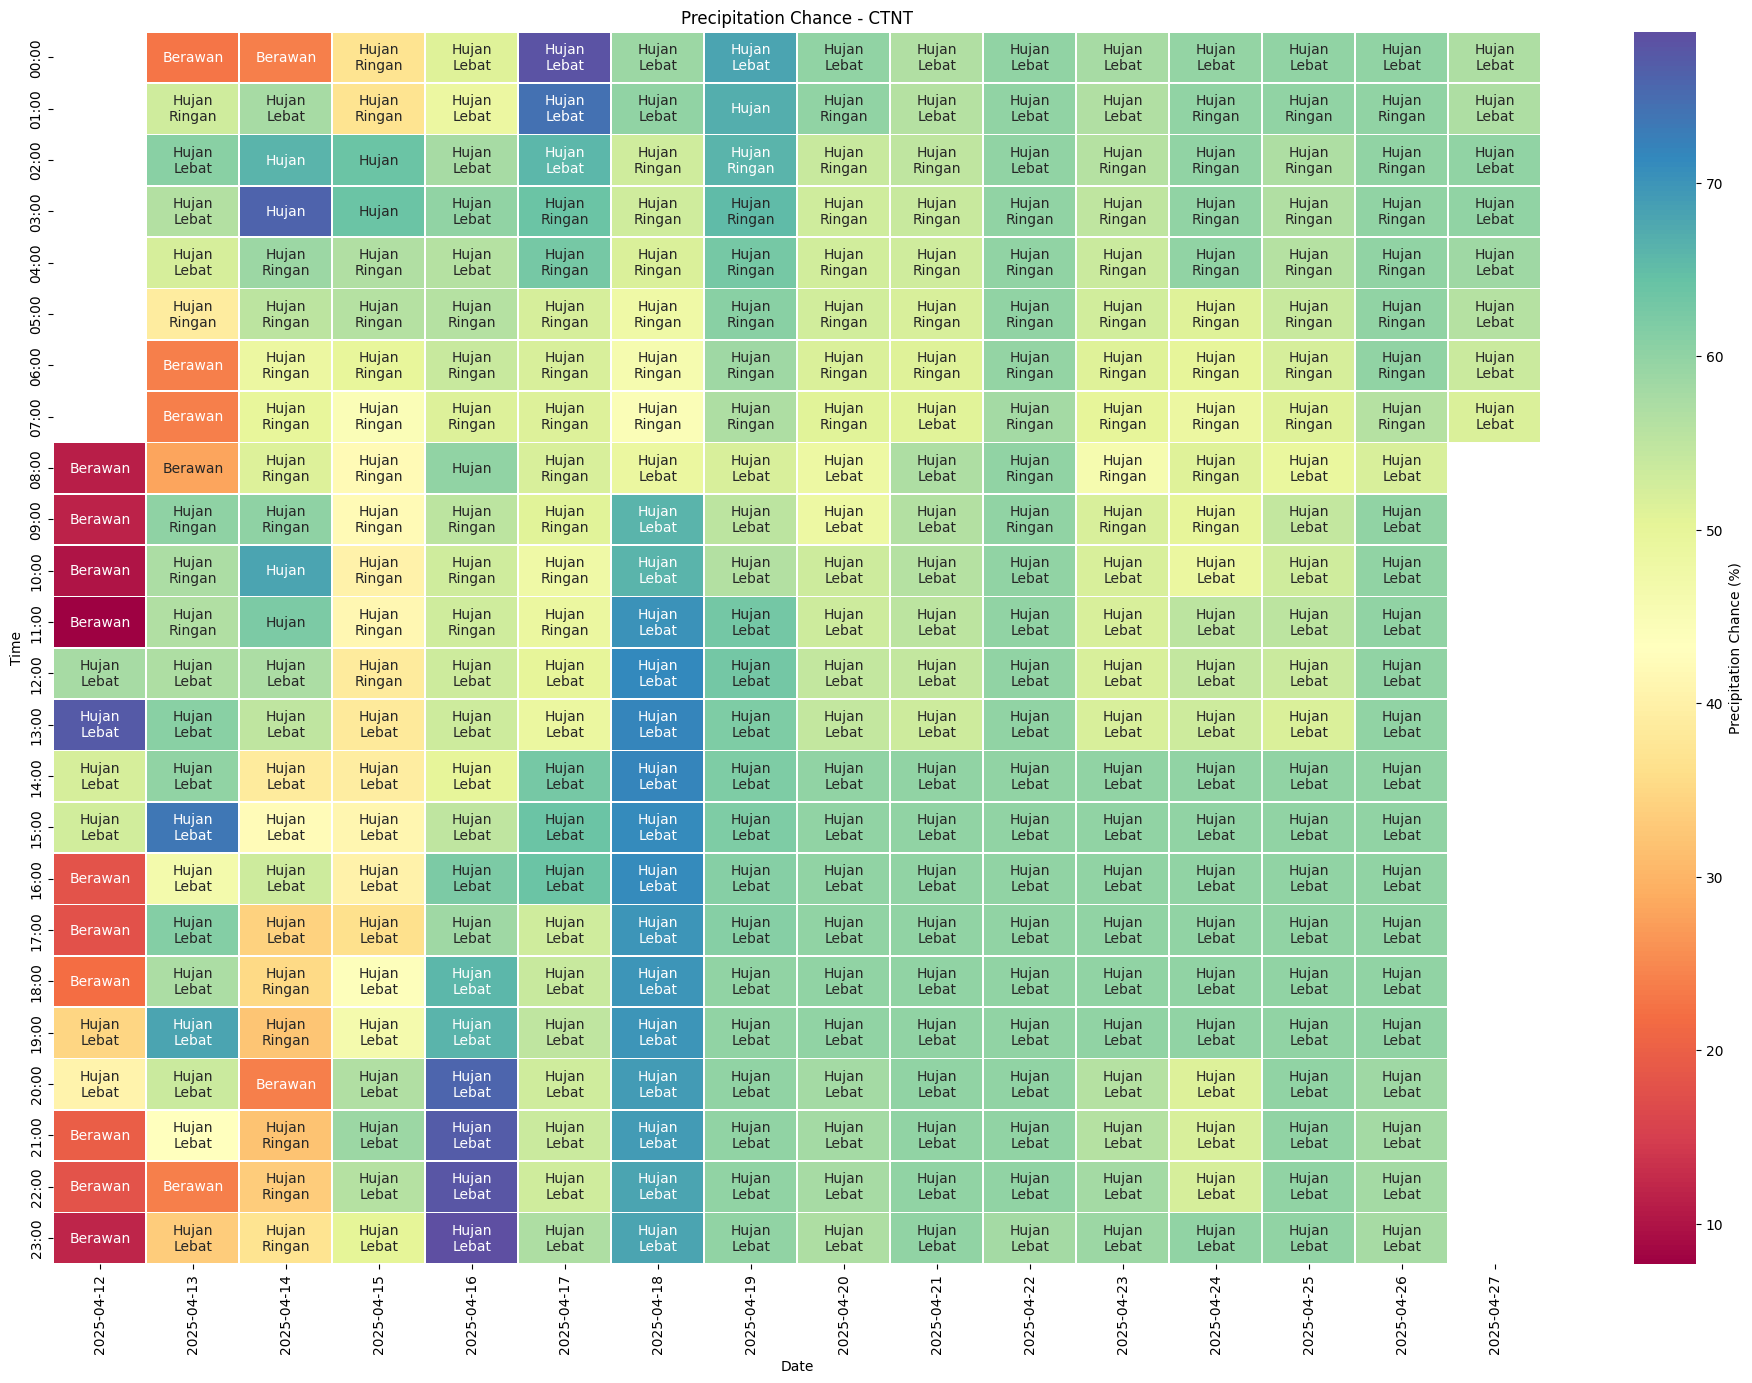 Precipitation Chance - CTNT
00:00 Berawan Berawan Hujan Ringan Hujan Lebat Hujan Lebat Hujan Lebat Hujan Lebat Hujan Lebat Hujan Lebat Hujan Lebat Hujan Lebat Hujan Lebat Hujan Lebat Hujan Lebat Hujan Lebat
01:00 Hujan Ringan Hujan Lebat Hujan Ringan Hujan Lebat Hujan Lebat Hujan Lebat Hujan Hujan Ringan Hujan Lebat Hujan Lebat Hujan Lebat Hujan Ringan Hujan Ringan Hujan Ringan Hujan Lebat
02:00 Hujan Lebat Hujan Hujan Hujan Lebat Hujan Lebat Hujan Ringan Hujan Ringan Hujan Ringan Hujan Ringan Hujan Lebat Hujan Ringan Hujan Ringan Hujan Ringan Hujan Ringan Hujan Lebat
03:00 Hujan Lebat Hujan Hujan Hujan Lebat Hujan Ringan Hujan Ringan Hujan Ringan Hujan Ringan Hujan Ringan Hujan Ringan Hujan Ringan Hujan Ringan Hujan Ringan Hujan Ringan Hujan Lebat
04:00 Hujan Lebat Hujan Ringan Hujan Ringan Hujan Lebat Hujan Ringan Hujan Ringan Hujan Ringan Hujan Ringan Hujan Ringan Hujan Ringan Hujan Ringan Hujan Ringan Hujan Ringan Hujan Ringan Hujan Lebat
05:00 Hujan Ringan Hujan Ringan Hujan Ringan Hujan Ringan Hujan Ringan Hujan Ringan Hujan Ringan Hujan Ringan Hujan Ringan Hujan Ringan Hujan Ringan Hujan Ringan Hujan Ringan Hujan Ringan Hujan Lebat
06:00 Berawan Hujan Ringan Hujan Ringan Hujan Ringan Hujan Ringan Hujan Ringan Hujan Ringan Hujan Ringan Hujan Ringan Hujan Ringan Hujan Ringan Hujan Ringan Hujan Ringan Hujan Ringan Hujan Lebat
07:00 Berawan Hujan Ringan Hujan Ringan Hujan Ringan Hujan Ringan Hujan Ringan Hujan Ringan Hujan Ringan Hujan Lebat Hujan Ringan Hujan Ringan Hujan Ringan Hujan Ringan Hujan Ringan Hujan Lebat
08:00 Berawan Berawan Hujan Ringan Hujan Ringan Hujan Hujan Ringan Hujan Lebat Hujan Lebat Hujan Lebat Hujan Lebat Hujan Ringan Hujan Ringan Hujan Ringan Hujan Lebat Hujan Lebat
09:00 Berawan Hujan Ringan Hujan Ringan Hujan Ringan Hujan Ringan Hujan Ringan Hujan Lebat Hujan Lebat Hujan Lebat Hujan Lebat Hujan Ringan Hujan Ringan Hujan Ringan Hujan Lebat Hujan Lebat
10:00 Berawan Hujan Ringan Hujan Hujan Ringan Hujan Ringan Hujan Ringan Hujan Lebat Hujan Lebat Hujan Lebat Hujan Lebat Hujan Lebat Hujan Lebat Hujan Lebat Hujan Lebat Hujan Lebat
11:00 Berawan Hujan Ringan Hujan Hujan Ringan Hujan Ringan Hujan Ringan Hujan Lebat Hujan Lebat Hujan Lebat Hujan Lebat Hujan Lebat Hujan Lebat Hujan Lebat Hujan Lebat Hujan Lebat
12:00 Hujan Lebat Hujan Lebat Hujan Lebat Hujan Ringan Hujan Lebat Hujan Lebat Hujan Lebat Hujan Lebat Hujan Lebat Hujan Lebat Hujan Lebat Hujan Lebat Hujan Lebat Hujan Lebat Hujan Lebat
13:00 Hujan Lebat Hujan Lebat Hujan Lebat Hujan Lebat Hujan Lebat Hujan Lebat Hujan Lebat Hujan Lebat Hujan Lebat Hujan Lebat Hujan Lebat Hujan Lebat Hujan Lebat Hujan Lebat Hujan Lebat
14:00 Hujan Lebat Hujan Lebat Hujan Lebat Hujan Lebat Hujan Lebat Hujan Lebat Hujan Lebat Hujan Lebat Hujan Lebat Hujan Lebat Hujan Lebat Hujan Lebat Hujan Lebat Hujan Lebat Hujan Lebat
15:00 Hujan Lebat Hujan Lebat Hujan Lebat Hujan Lebat Hujan Lebat Hujan Lebat Hujan Lebat Hujan Lebat Hujan Lebat Hujan Lebat Hujan Lebat Hujan Lebat Hujan Lebat Hujan Lebat Hujan Lebat
16:00 Berawan Hujan Lebat Hujan Lebat Hujan Lebat Hujan Lebat Hujan Lebat Hujan Lebat Hujan Lebat Hujan Lebat Hujan Lebat Hujan Lebat Hujan Lebat Hujan Lebat Hujan Lebat Hujan Lebat
17:00 Berawan Hujan Lebat Hujan Lebat Hujan Lebat Hujan Lebat Hujan Lebat Hujan Lebat Hujan Lebat Hujan Lebat Hujan Lebat Hujan Lebat Hujan Lebat Hujan Lebat Hujan Lebat Hujan Lebat
18:00 Berawan Hujan Lebat Hujan Ringan Hujan Lebat Hujan Lebat Hujan Lebat Hujan Lebat Hujan Lebat Hujan Lebat Hujan Lebat Hujan Lebat Hujan Lebat Hujan Lebat Hujan Lebat Hujan Lebat
19:00 Hujan Lebat Hujan Lebat Hujan Ringan Hujan Lebat Hujan Lebat Hujan Lebat Hujan Lebat Hujan Lebat Hujan Lebat Hujan Lebat Hujan Lebat Hujan Lebat Hujan Lebat Hujan Lebat Hujan Lebat
20:00 Hujan Lebat Hujan Lebat Berawan Hujan Lebat Hujan Lebat Hujan Lebat Hujan Lebat Hujan Lebat Hujan Lebat Hujan Lebat Hujan Lebat Hujan Lebat Hujan Lebat Hujan Lebat Hujan Lebat
21:00 Berawan Hujan Lebat Hujan Ringan Hujan Lebat Hujan Lebat Hujan Lebat Hujan Lebat Hujan Lebat Hujan Lebat Hujan Lebat Hujan Lebat Hujan Lebat Hujan Lebat Hujan Lebat Hujan Lebat
22:00 Berawan Berawan Hujan Ringan Hujan Lebat Hujan Lebat Hujan Lebat Hujan Lebat Hujan Lebat Hujan Lebat Hujan Lebat Hujan Lebat Hujan Lebat Hujan Lebat Hujan Lebat Hujan Lebat
23:00 Berawan Hujan Lebat Hujan Ringan Hujan Lebat Hujan Lebat Hujan Lebat Hujan Lebat Hujan Lebat Hujan Lebat Hujan Lebat Hujan Lebat Hujan Lebat Hujan Lebat Hujan Lebat Hujan Lebat
Time
2025-04-12 2025-04-13 2025-04-14 2025-04-15 2025-04-16 2025-04-17 2025-04-18 2025-04-19 2025-04-20 2025-04-21 2025-04-22 2025-04-23 2025-04-24 2025-04-25 2025-04-26 2025-04-27
Date
70
60
50
40
30
20
10
Precipitation Chance (%)